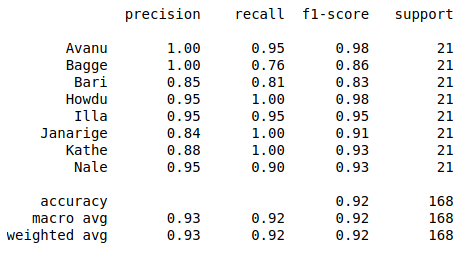 precision recall f1-score support
Avanu 1.00 0.95 0.98 21
Bagge 1.00 0.76 0.86 21
Bari 0.85 0.81 0.83 21
Howdu 0.95 1.00 0.98 21
Illa 0.95 0.95 0.95 21
Janarige 0.84 1.00 0.91 21
Kathe 0.88 1.00 0.93 21
Nale 0.95 0.90 0.93 21
accuracy 0.92 168
macro avg 0.93 0.92 0.92 168
weighted avg 0.93 0.92 0.92 168